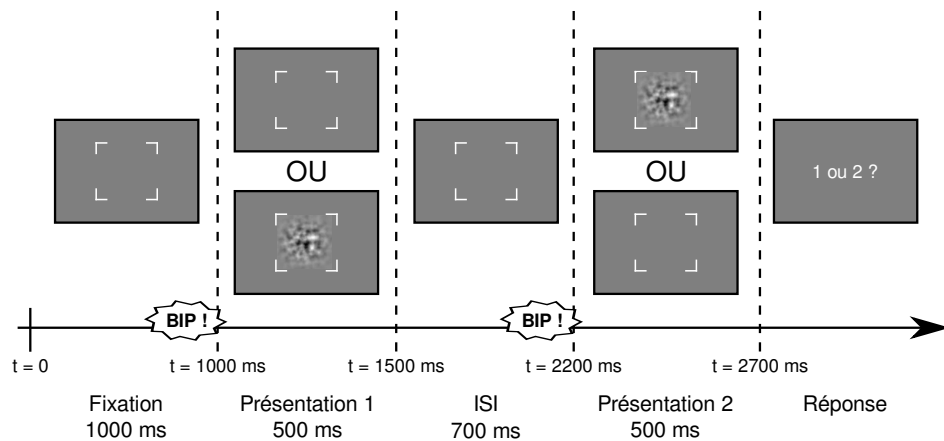 OU
OU
1 ou 2 ?
BIP !
BIP !
t = 0
t = 1000 ms
t = 1500 ms
t = 2200 ms
t = 2700 ms
Fixation
1000 ms
Présentation 1
500 ms
ISI
700 ms
Présentation 2
500 ms
Réponse